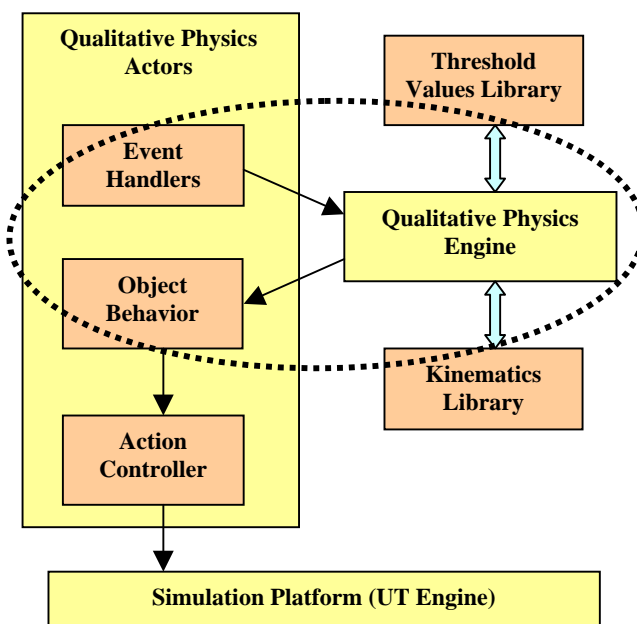 Qualitative Physics
Actors
Threshold
Values Library
Event
Handlers
Qualitative Physics
Engine
Object
Behavior
Kinematics
Library
Action
Controller
Simulation Platform (UT Engine)